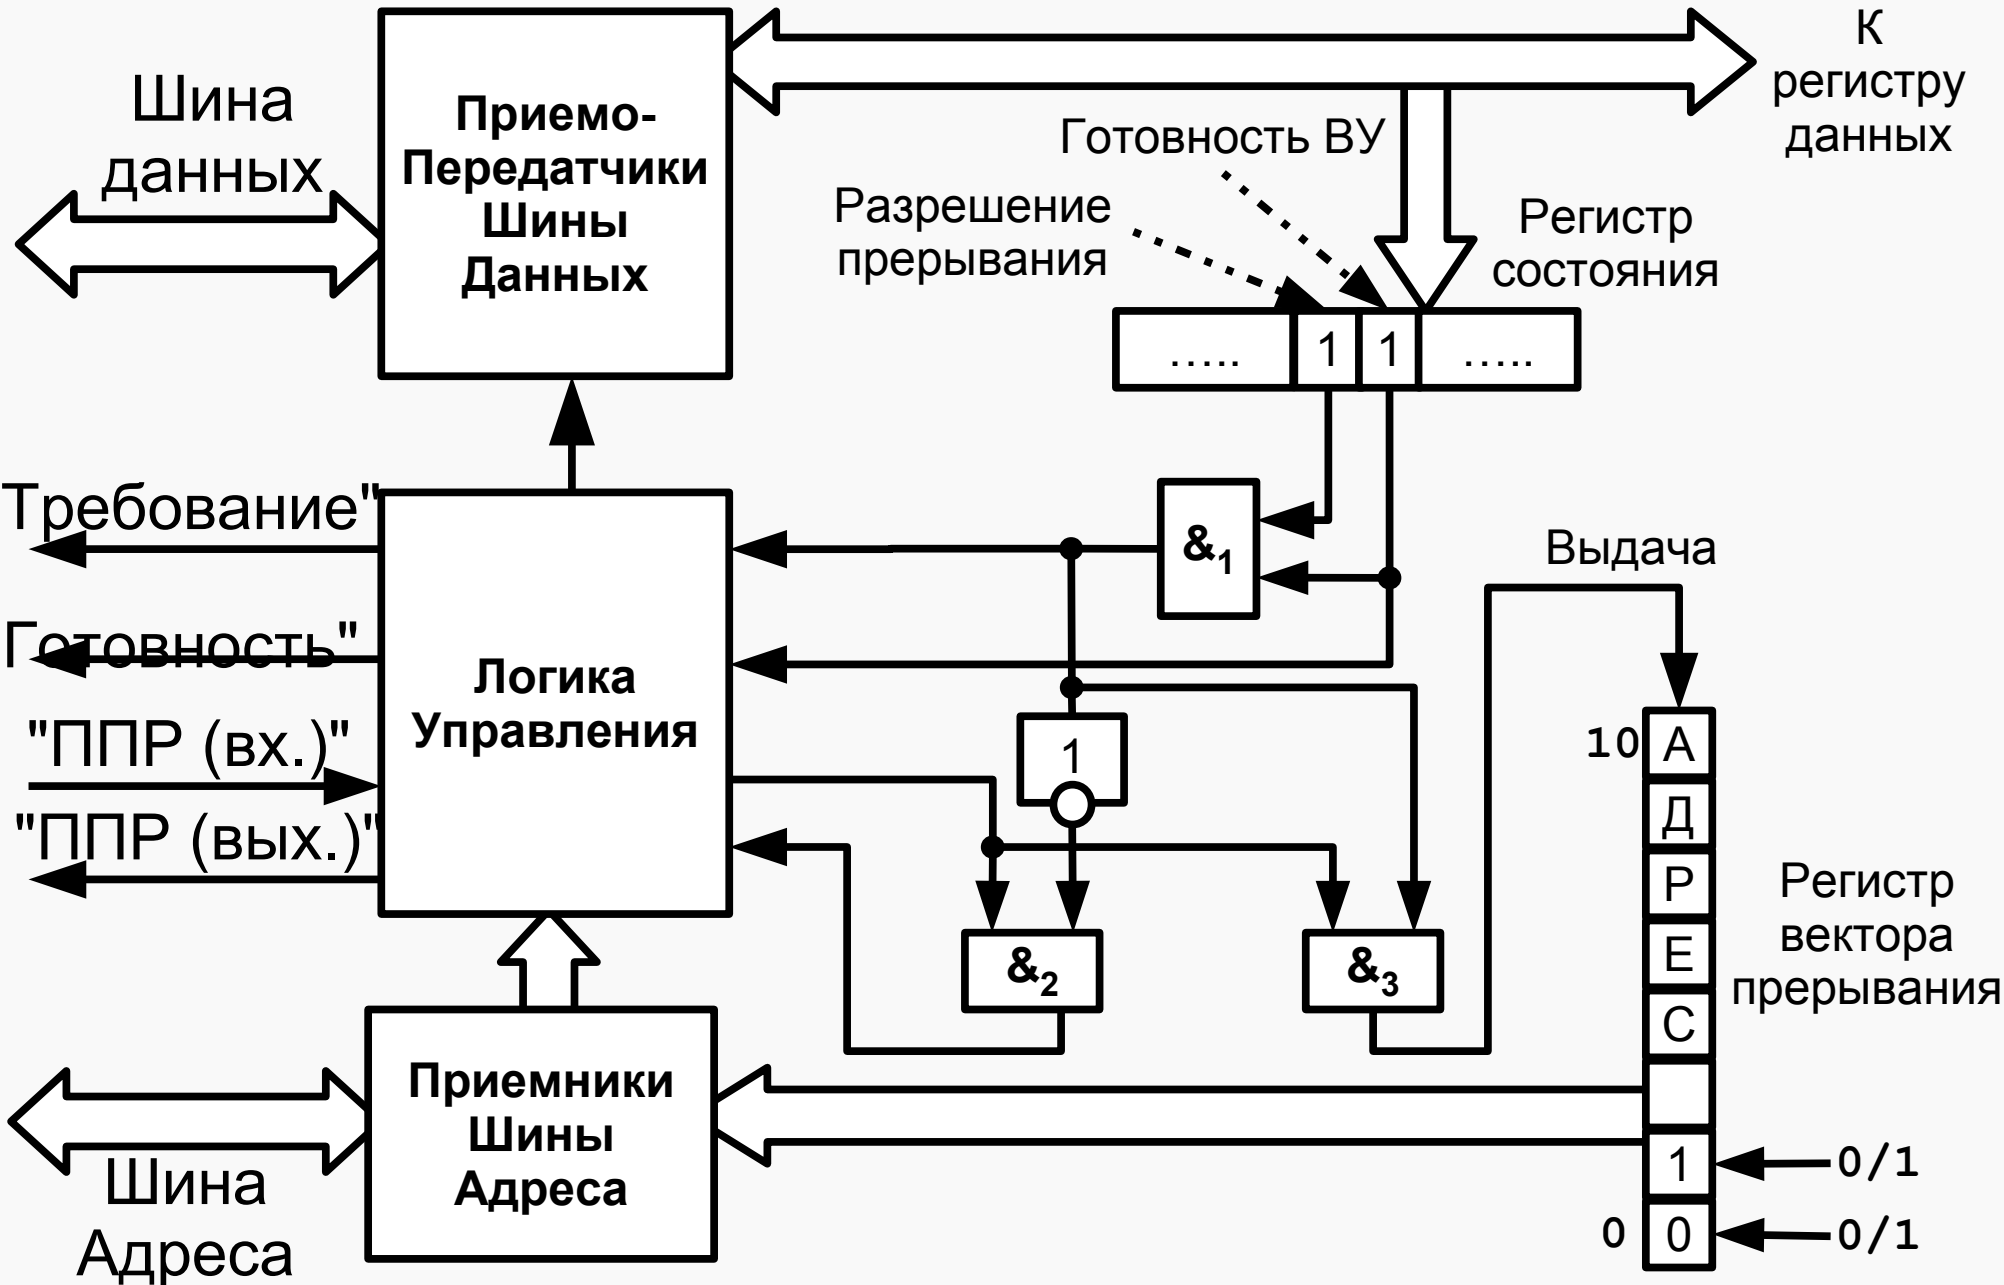 Шина
данных
Приемо-
Передатчики
Шины
Данных
К
регистру
данных
Готовность ВУ
Разрешение
прерывания
Регистр
состояния
..... 1 1 .....
Требование"
Готовность"
"ППР (вх.)"
"ППР (вых.)"
Логика
Управления
&1
1
&2
&3
Выдача
10 А
Д
Р
Е
С
1 0/1
0 0 0/1
Регистр
вектора
прерывания
Приемники
Шины
Адреса
Шина
Адреса